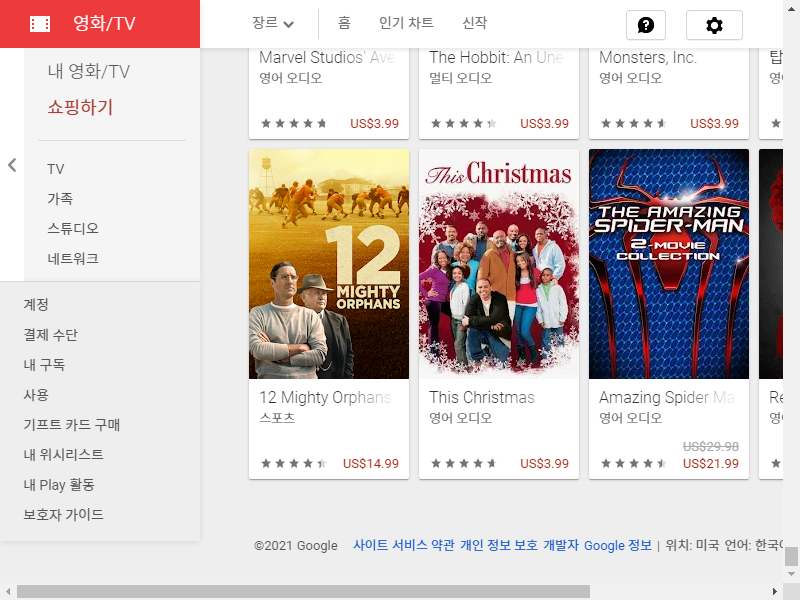 영화/TV
장르
홈
인기 차트
신작
내 영화/TV
쇼핑하기
TV
가족
스튜디오
네트워크
계정
결제 수단
내 구독
사용
기프트 카드 구매
내 위시리스트
내 Play 활동
보호자 가이드
Marvel Studios' Ave
영어 오디오
US$3.99
The Hobbit: An Une
멀티 오디오
US$3.99
Monsters, Inc.
영어 오디오
US$3.99
탑
영
12
MIGHTY
ORPHANS
12 Mighty Orphans
스포츠
US$14.99
This Christmas
This Christmas
영어 오디오
US$3.99
THE AMAZING
SPIDER-MAN
2-MOVIE
COLLECTION
Amazing Spider Ma
영어 오디오
US$29.98
US$21.99
Re
영
©2021 Google 사이트 서비스 약관 개인 정보 보호 개발자 Google 정보 | 위치: 미국 언어: 한국어